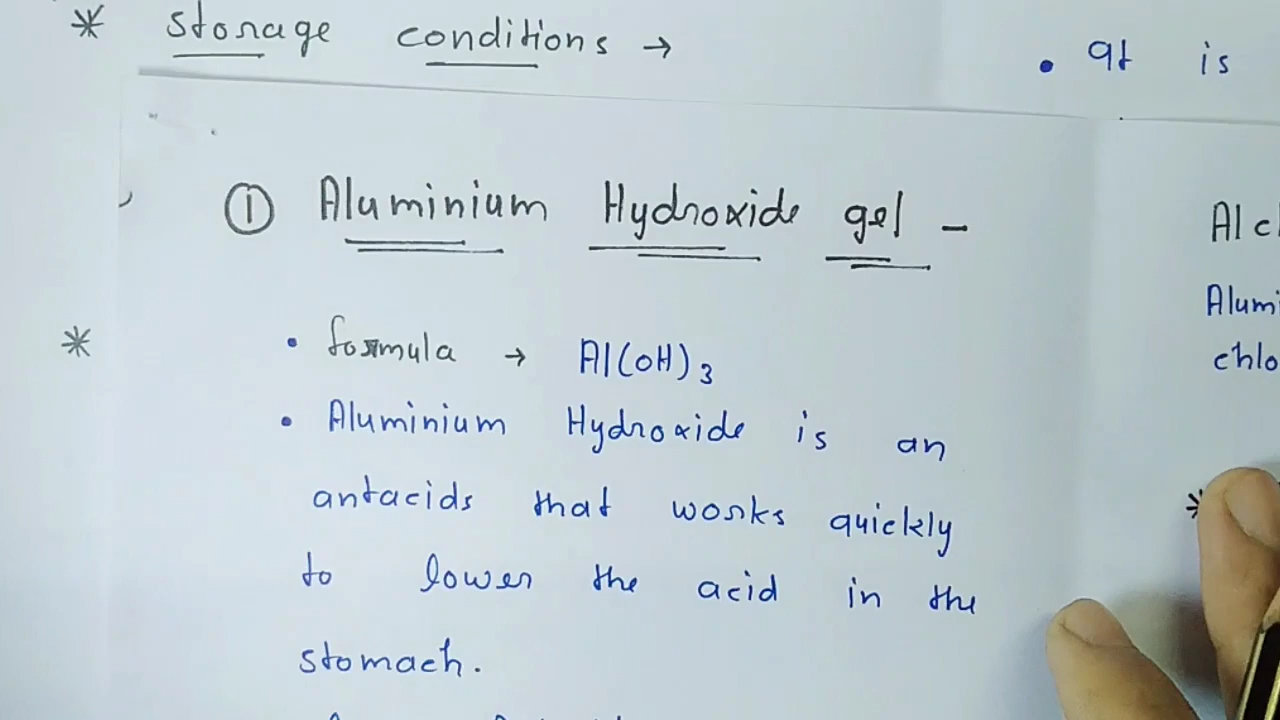 * Storage conditions →
• It is
① Aluminium Hydroxide gel -
Al cl
Alumi
chlo
* • formula → Al(OH)3
• Aluminium Hydroxide is an
antacids that works quickly
to lower the acid in the
stomach.
*